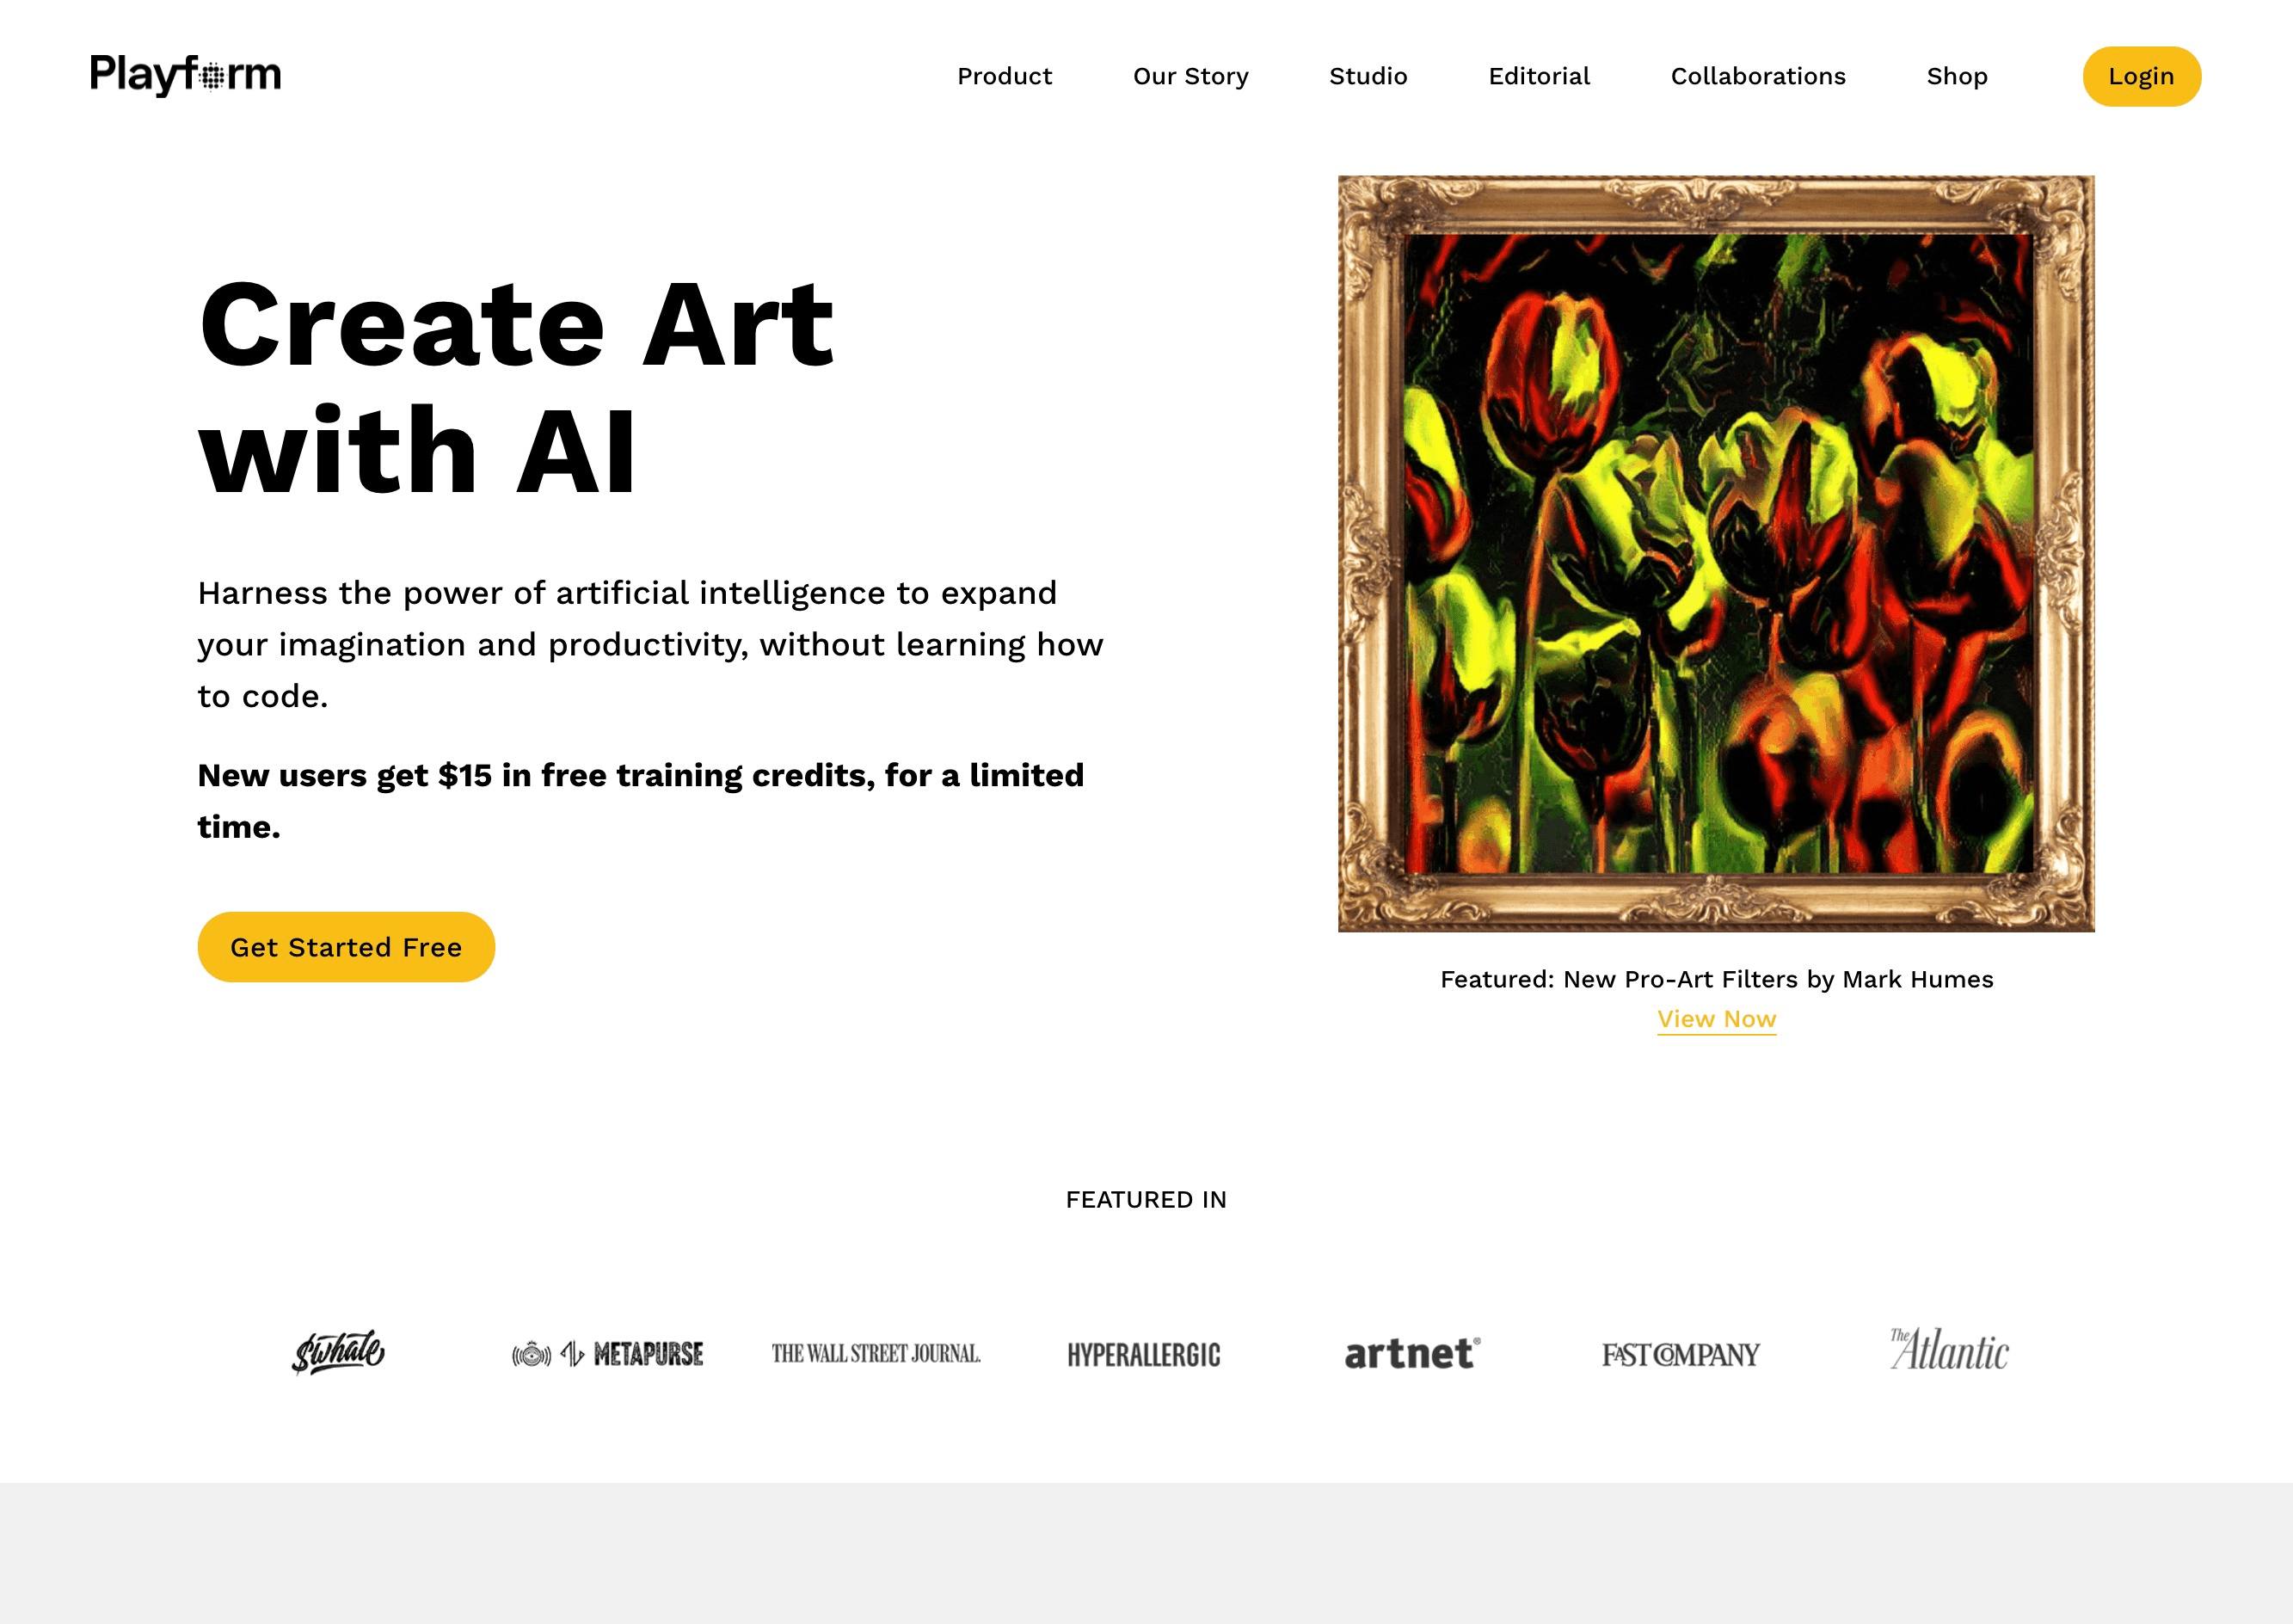 Playform
Product
Our Story
Studio
Editorial
Collaborations
Shop
Login
Create Art
with AI
Harness the power of artificial intelligence to expand
your imagination and productivity, without learning how
to code.
New users get $15 in free training credits, for a limited
time.
Get Started Free
Featured: New Pro-Art Filters by Mark Humes
View Now
FEATURED IN
$whale
METAPURSE
THE WALL STREET JOURNAL.
HYPERALLERGIC
artnet®
FAST COMPANY
The Atlantic